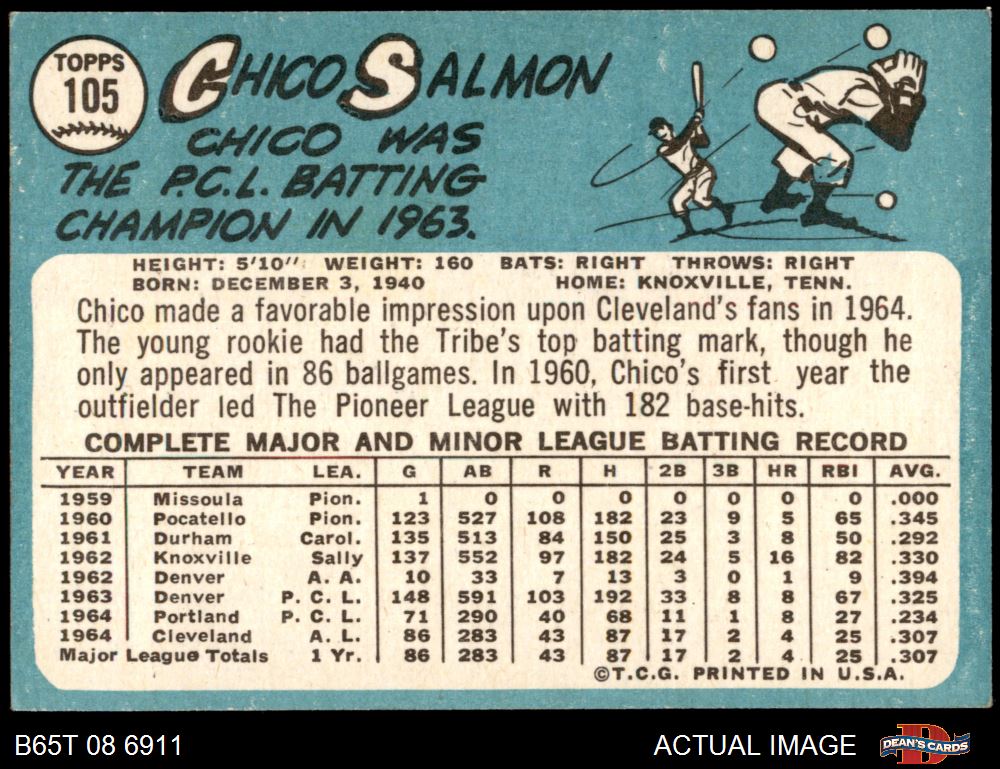 TOPPS
105
CHICO SALMON
CHICO WAS
THE P.C.L. BATTING
CHAMPION IN 1963.
HEIGHT: 5'10" WEIGHT: 160 BATS: RIGHT THROWS: RIGHT
BORN: DECEMBER 3, 1940 HOME: KNOXVILLE, TENN.
Chico made a favorable impression upon Cleveland's fans in 1964.
The young rookie had the Tribe's top batting mark, though he
only appeared in 86 ballgames. In 1960, Chico's first year the
outfielder led The Pioneer League with 182 base-hits.
COMPLETE MAJOR AND MINOR LEAGUE BATTING RECORD
YEAR TEAM LEA. G AB R H 2B 3B HR RBI AVG.
1959 Missoula Pion. 1 0 0 0 0 0 0 0 .000
1960 Pocatello Pion. 123 527 108 182 23 9 5 65 .345
1961 Durham Carol. 135 513 84 150 25 3 8 50 .292
1962 Knoxville Sally 137 552 97 182 24 5 16 82 .330
1962 Denver A. A. 10 33 7 13 3 0 1 9 .394
1963 Denver P. C. L. 148 591 103 192 33 8 8 67 .325
1964 Portland P. C. L. 71 290 40 68 11 1 8 27 .234
1964 Cleveland A. L. 86 283 43 87 17 2 4 25 .307
Major League Totals 1 Yr. 86 283 43 87 17 2 4 25 .307
©T.C.G. PRINTED IN U.S.A.
B65T 08 6911 ACTUAL IMAGE DEAN'S CARDS